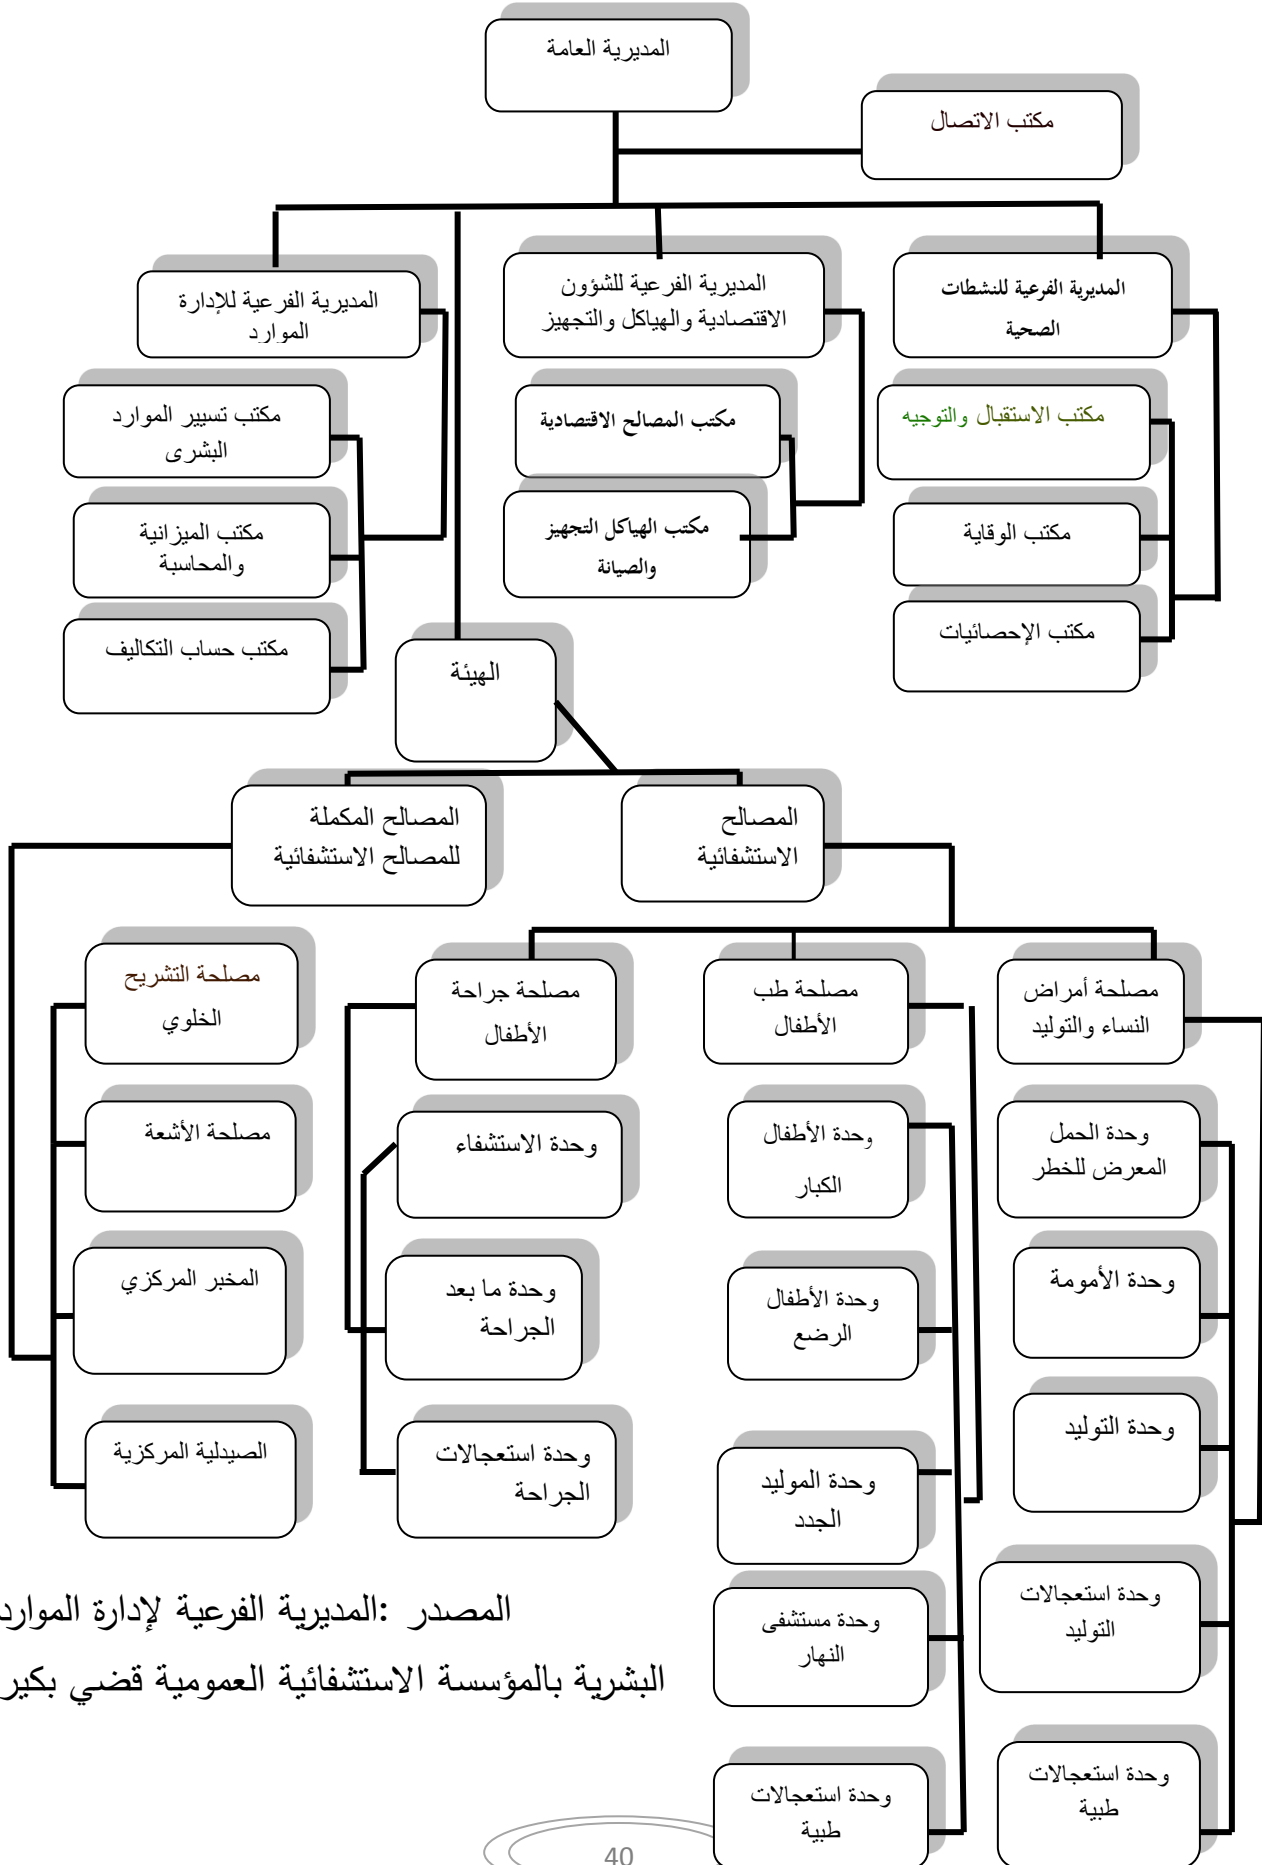 المديرية العامة
مكتب الاتصال
المديرية الفرعية للنشطات
الصحية
المديرية الفرعية للشؤون
الاقتصادية والهياكل والتجهيز
المديرية الفرعية للإدارة
الموارد
مكتب الاستقبال والتوجيه
مكتب المصالح الاقتصادية
مكتب تسيير الموارد
البشرى
مكتب الوقاية
مكتب الهياكل التجهيز
والصيانة
مكتب الميزانية
والمحاسبة
مكتب الإحصائيات
مكتب حساب التكاليف
الهيئة
المصالح
الاستشفائية
المصالح المكملة
للمصالح الاستشفائية
مصلحة أمراض
النساء والتوليد
مصلحة طب
الأطفال
مصلحة جراحة
الأطفال
مصلحة التشريح
الخلوي
وحدة الحمل
المعرض للخطر
وحدة الأطفال
الكبار
وحدة الاستشفاء
مصلحة الأشعة
وحدة الأمومة
وحدة الأطفال
الرضع
وحدة ما بعد
الجراحة
المخبر المركزي
وحدة التوليد
وحدة الموليد
الجدد
وحدة استعجالات
الجراحة
الصيدلية المركزية
وحدة استعجالات
التوليد
وحدة مستشفى
النهار
المصدر :المديرية الفرعية لإدارة الموارد
البشرية بالمؤسسة الاستشفائية العمومية قضي بكير
وحدة استعجالات
طبية
وحدة استعجالات
طبية
40